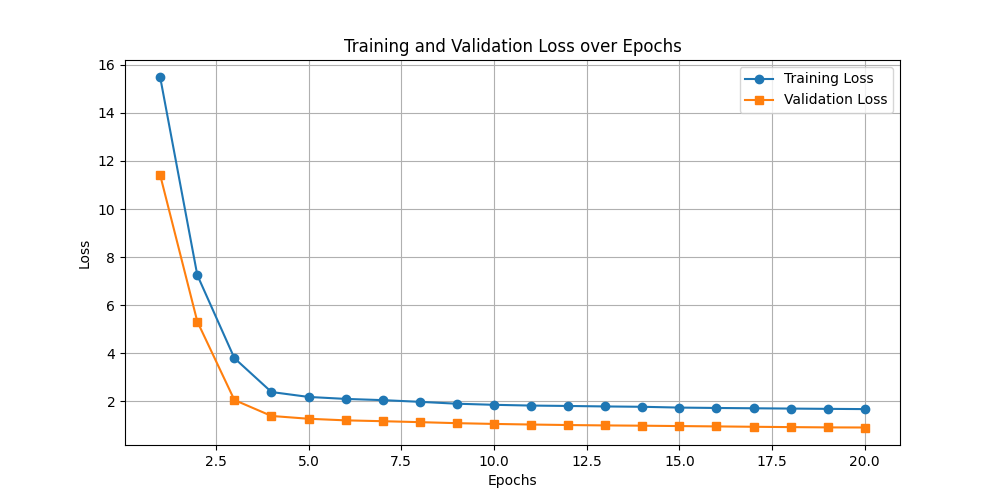 Training and Validation Loss over Epochs
Training Loss
Validation Loss
16
14
12
10
8
6
4
2
Loss
2.5 5.0 7.5 10.0 12.5 15.0 17.5 20.0
Epochs